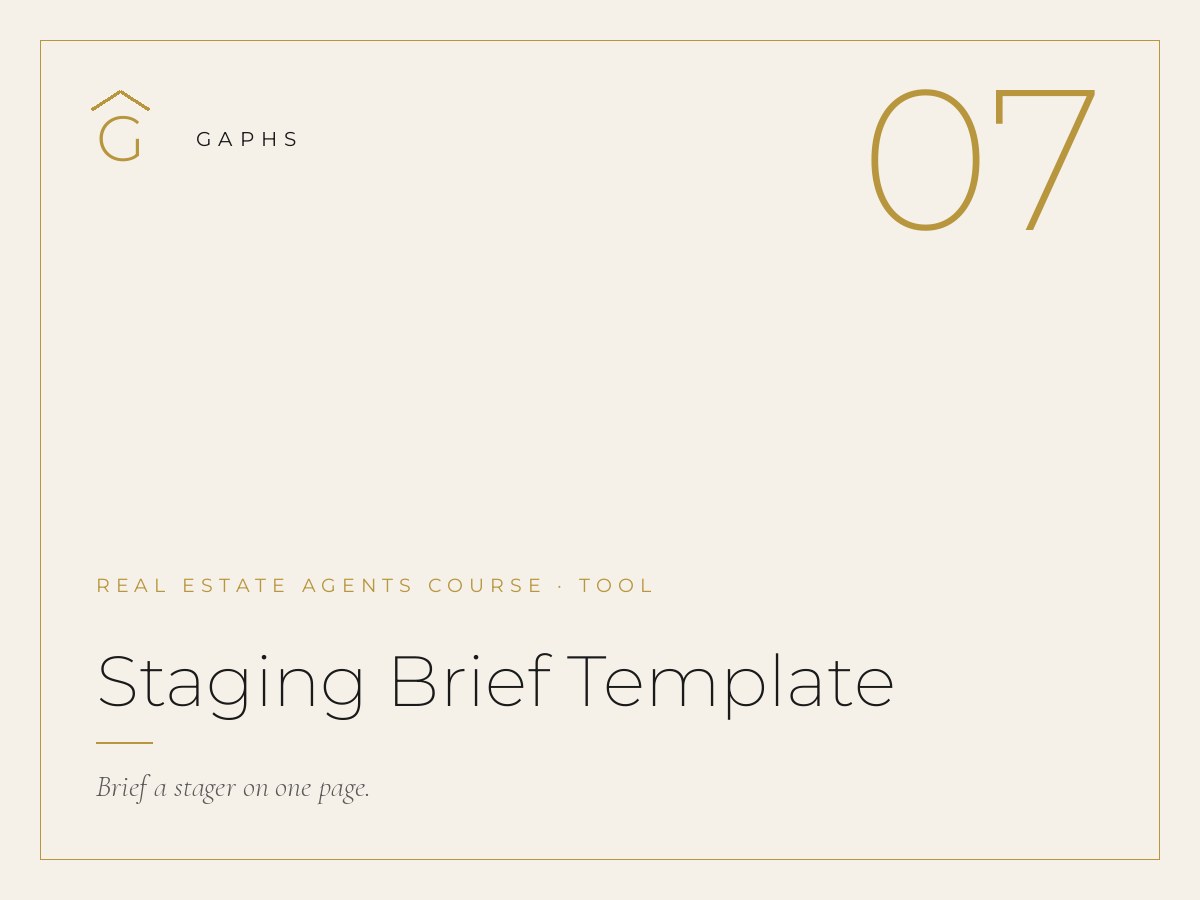 G
GAPHS
07
REAL ESTATE AGENTS COURSE · TOOL
Staging Brief Template
Brief a stager on one page.